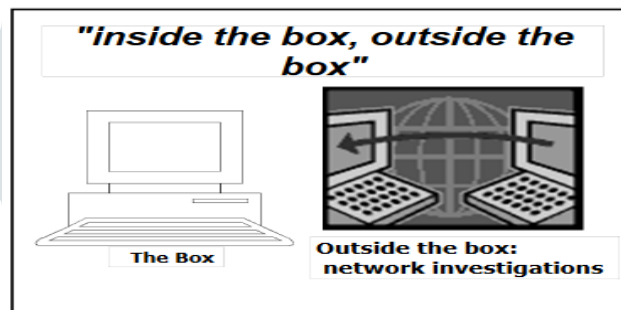 "inside the box, outside the
box"
The Box
Outside the box:
network investigations